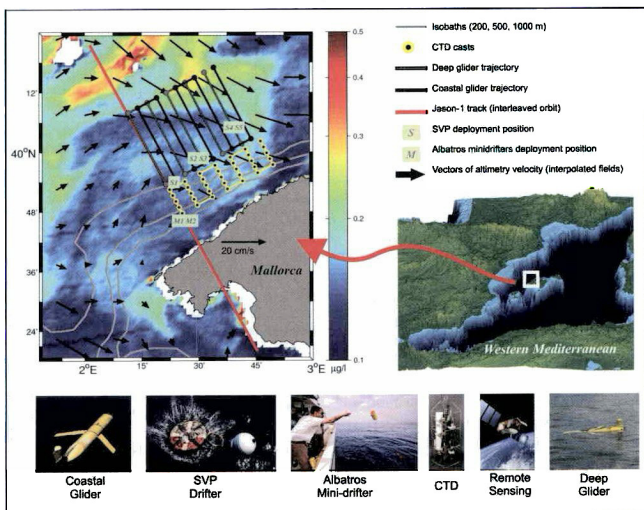 Isobaths (200, 500, 1000 m)
CTD casts
Deep glider trajectory
Coastal glider trajectory
Jason-1 track (interleaved orbit)
S SVP deployment position
M Albatros minidrifters deployment position
Vectors of altimetry velocity (interpolated fields)
12'
40°N
48'
36'
24'
2°E
15'
30'
45'
3°E
S4 S5
S2 S3
S1
M1 M2
20 cm/s
Mallorca
0.5
0.4
0.3
0.2
0.1
µg/l
Western Mediterranean
Coastal
Glider
SVP
Drifter
Albatros
Mini-drifter
CTD
Remote
Sensing
Deep
Glider